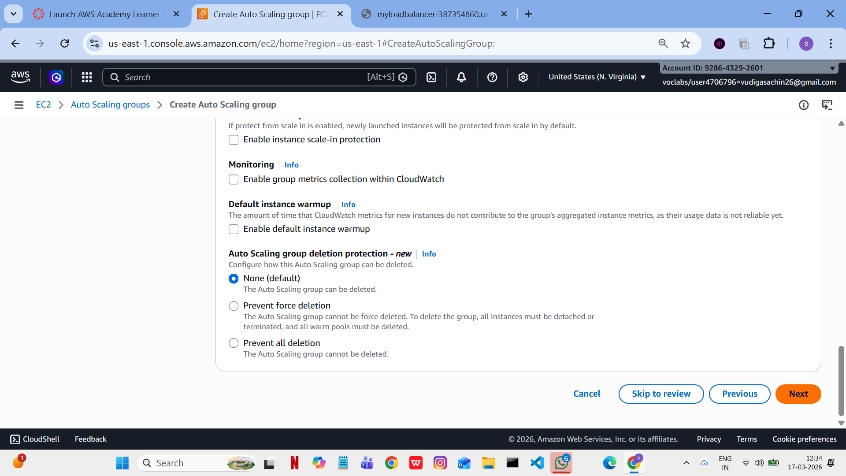 Launch AWS Academy Learner
Create Auto Scaling group | EC2
mybadbalancer-387354860.us
us-east-1.console.aws.amazon.com/ec2/home?region=us-east-1#CreateAutoScalingGroup:
S
aws
Search
[Alt+S]
United States (N. Virginia)
Account ID: 9286-4329-2601
voclabs/user4706796=vudigasachin26@gmail.com
EC2
Auto Scaling groups
Create Auto Scaling group
If protect from scale in is enabled, newly launched instances will be protected from scale in by default.
Enable instance scale-in protection
Monitoring Info
Enable group metrics collection within CloudWatch
Default instance warmup Info
The amount of time that CloudWatch metrics for new instances do not contribute to the group's aggregated instance metrics, as their usage data is not reliable yet.
Enable default instance warmup
Auto Scaling group deletion protection - new Info
Configure how this Auto Scaling group can be deleted.
None (default)
The Auto Scaling group can be deleted.
Prevent force deletion
The Auto Scaling group cannot be force deleted. To delete the group, all instances must be detached or
terminated, and all warm pools must be deleted.
Prevent all deletion
The Auto Scaling group cannot be deleted.
Cancel
Skip to review
Previous
Next
CloudShell
Feedback
© 2026, Amazon Web Services, Inc. or its affiliates.
Privacy
Terms
Cookie preferences
Search
ENG
IN
12:34
17-03-2026